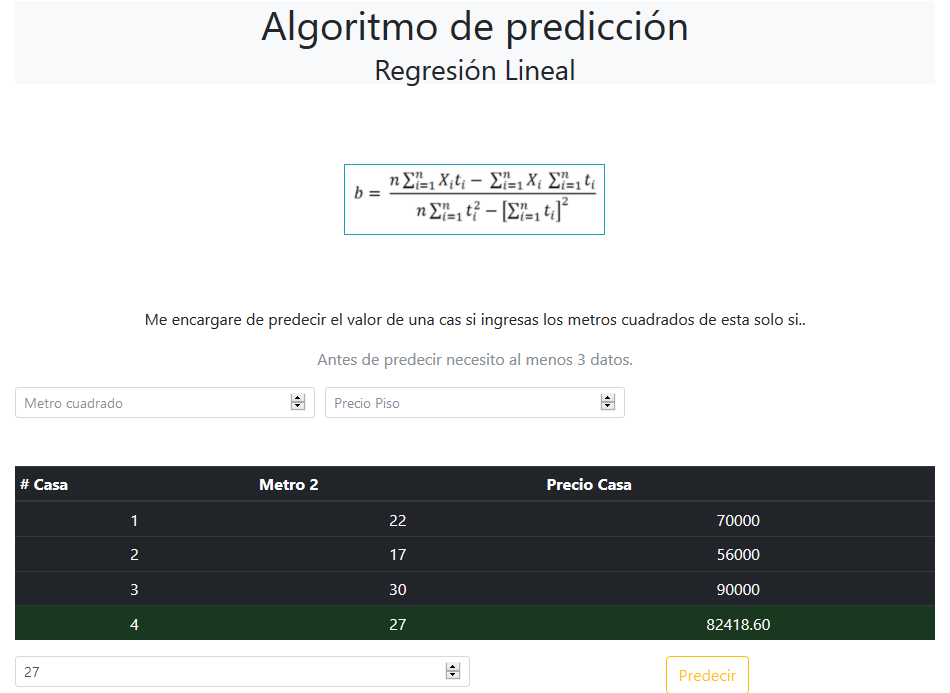 Algoritmo de predicción
Regresión Lineal
b = \frac{n\sum_{i=1}^{n} X_i t_i - \sum_{i=1}^{n} X_i \sum_{i=1}^{n} t_i}{n\sum_{i=1}^{n} t_i^2 - [\sum_{i=1}^{n} t_i]^2}
Me encargare de predecir el valor de una cas si ingresas los metros cuadrados de esta solo si..
Antes de predecir necesito al menos 3 datos.
Metro cuadrado Precio Piso
# Casa Metro 2 Precio Casa
1 22 70000
2 17 56000
3 30 90000
4 27 82418.60
27 Predecir